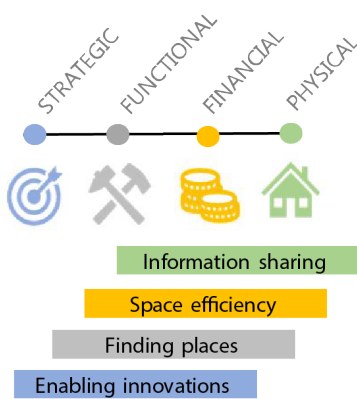 STRATEGIC
FUNCTIONAL
FINANCIAL
PHYSICAL
Information sharing
Space efficiency
Finding places
Enabling innovations